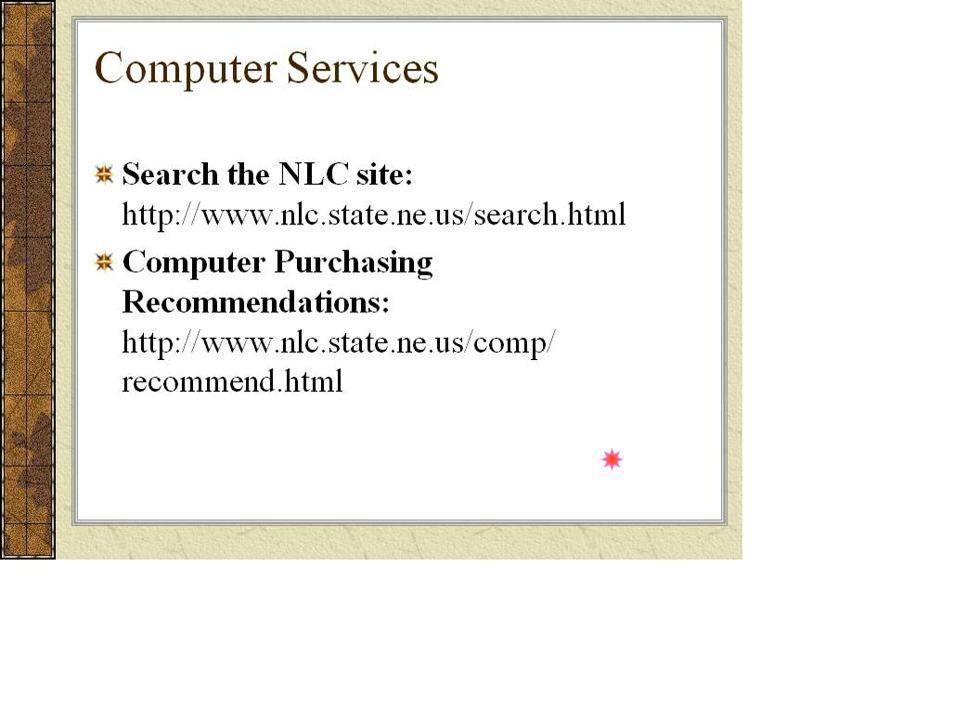 Computer Services
Search the NLC site:
http://www.nlc.state.ne.us/search.html
Computer Purchasing
Recommendations:
http://www.nlc.state.ne.us/comp/
recommend.html